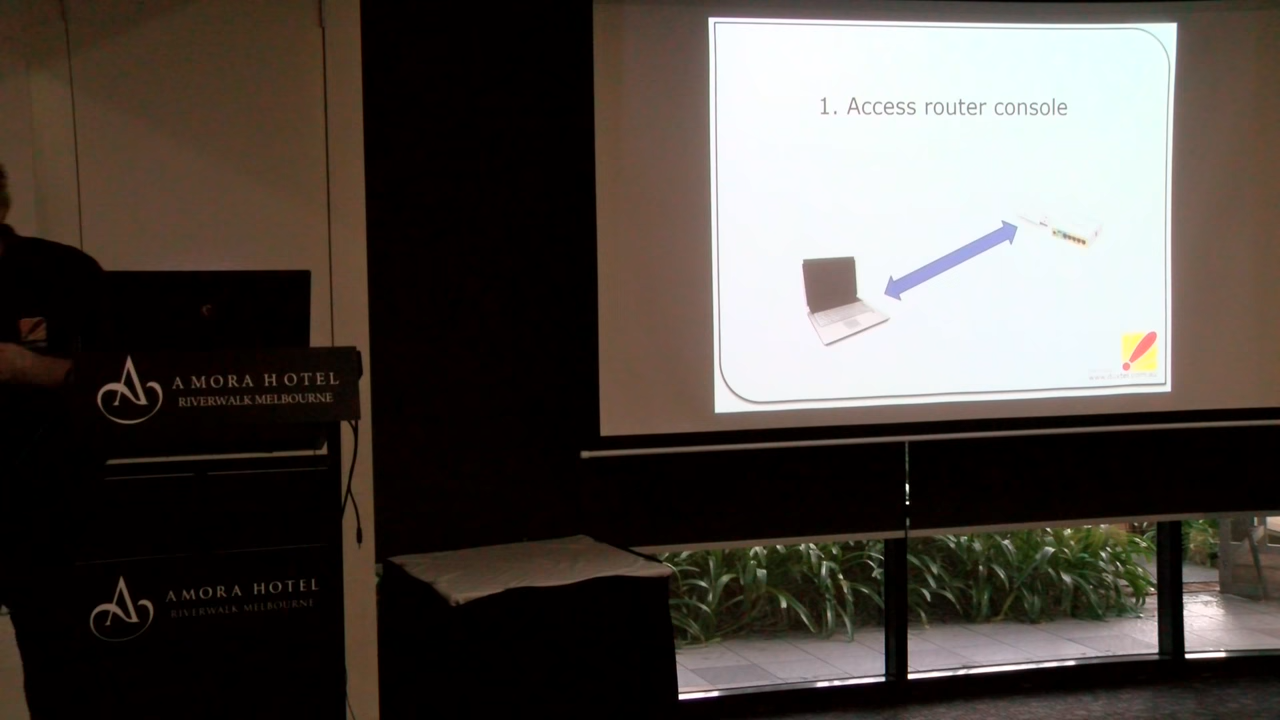 1. Access router console
AMORA HOTEL
RIVERWALK MELBOURNE
AMORA HOTEL
RIVERWALK MELBOURNE